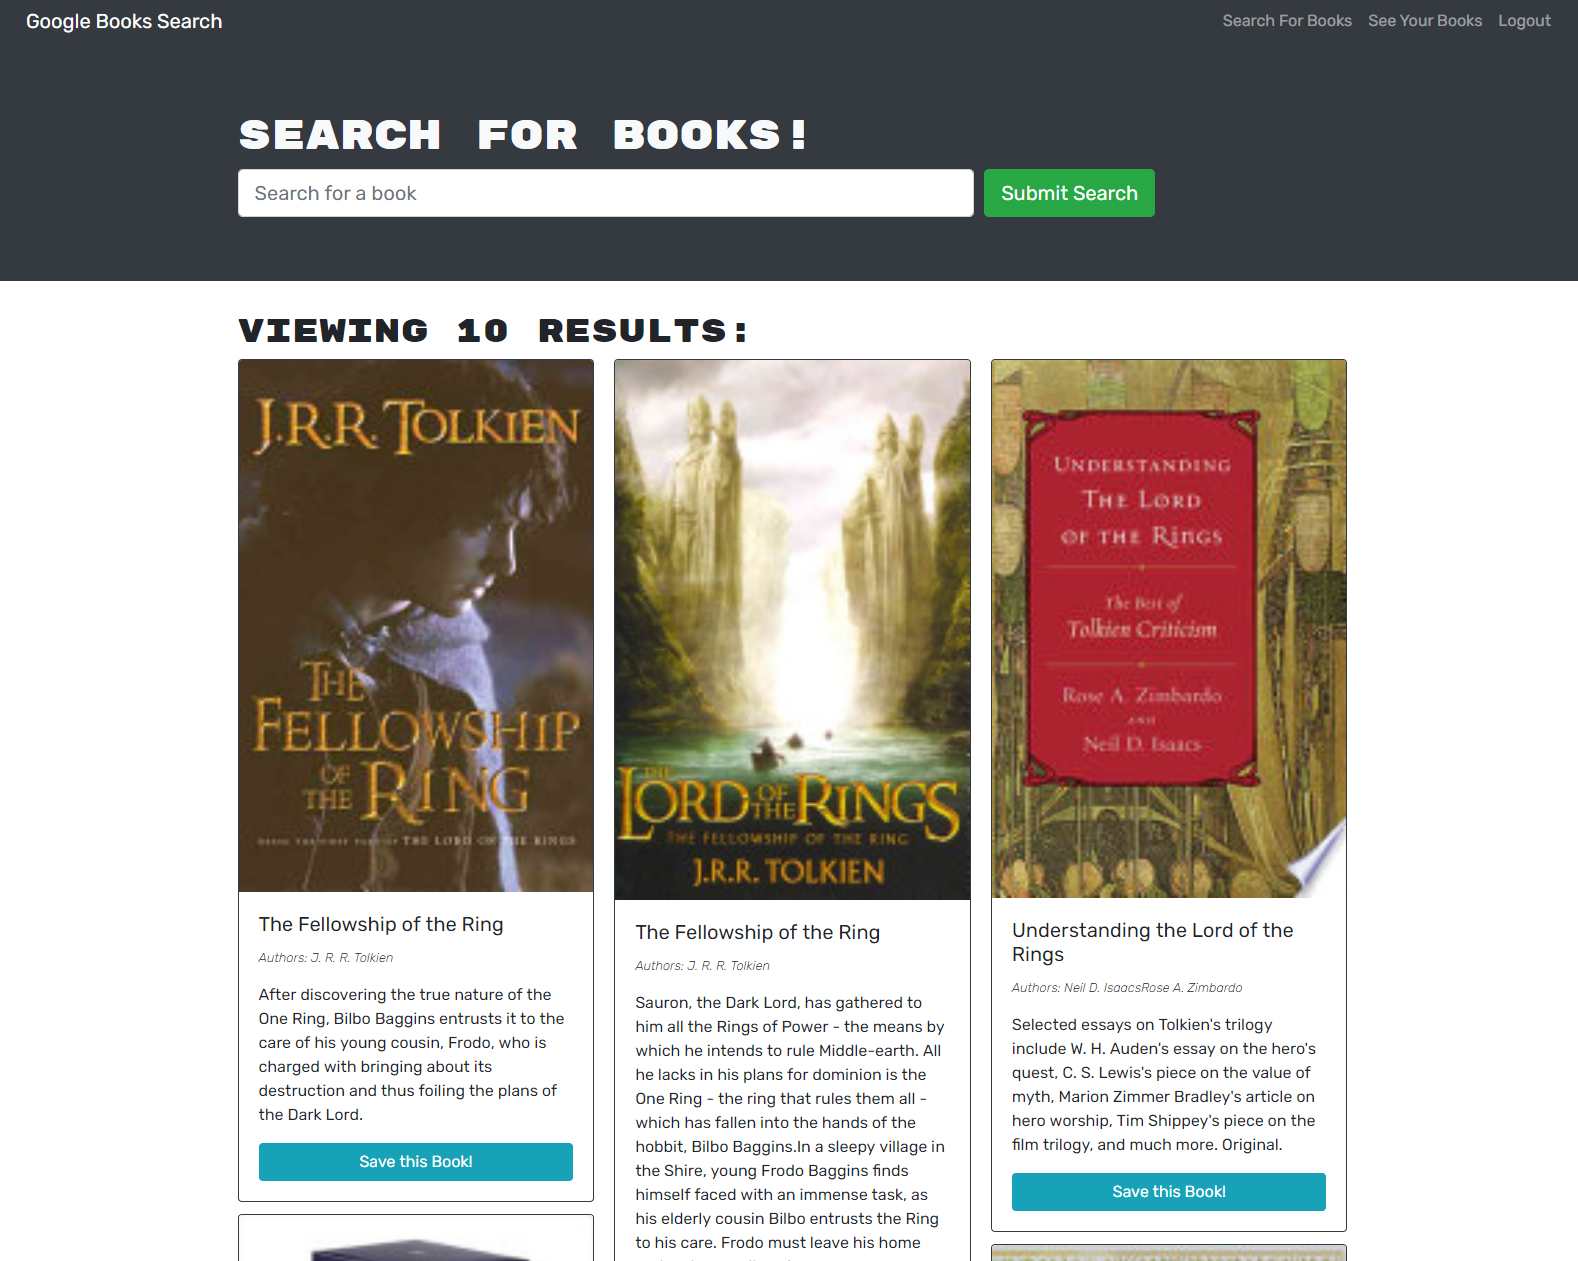 Google Books Search
Search For Books
See Your Books
Logout
SEARCH FOR BOOKS!
Search for a book
Submit Search
VIEWING 10 RESULTS:
J.R.R. TOLKIEN
THE
FELLOWSHIP
OF
THE RING
THE LORD OF THE RINGS
The Fellowship of the Ring
Authors: J. R. R. Tolkien
After discovering the true nature of the
One Ring, Bilbo Baggins entrusts it to the
care of his young cousin, Frodo, who is
charged with bringing about its
destruction and thus foiling the plans of
the Dark Lord.
Save this Book!
THE
LORD OF THE RINGS
THE FELLOWSHIP OF THE RING
J.R.R. TOLKIEN
The Fellowship of the Ring
Authors: J. R. R. Tolkien
Sauron, the Dark Lord, has gathered to
him all the Rings of Power - the means by
which he intends to rule Middle-earth. All
he lacks in his plans for dominion is the
One Ring - the ring that rules them all -
which has fallen into the hands of the
hobbit, Bilbo Baggins.In a sleepy village in
the Shire, young Frodo Baggins finds
himself faced with an immense task, as
his elderly cousin Bilbo entrusts the Ring
to his care. Frodo must leave his home
UNDERSTANDING
THE LORD
OF THE RINGS
The Best of
Tolkien Criticism
Rose A. Zimbardo
AND
Neil D. Isaacs
Understanding the Lord of the
Rings
Authors: Neil D. IsaacsRose A. Zimbardo
Selected essays on Tolkien's trilogy
include W. H. Auden's essay on the hero's
quest, C. S. Lewis's piece on the value of
myth, Marion Zimmer Bradley's article on
hero worship, Tim Shippey's piece on the
film trilogy, and much more. Original.
Save this Book!